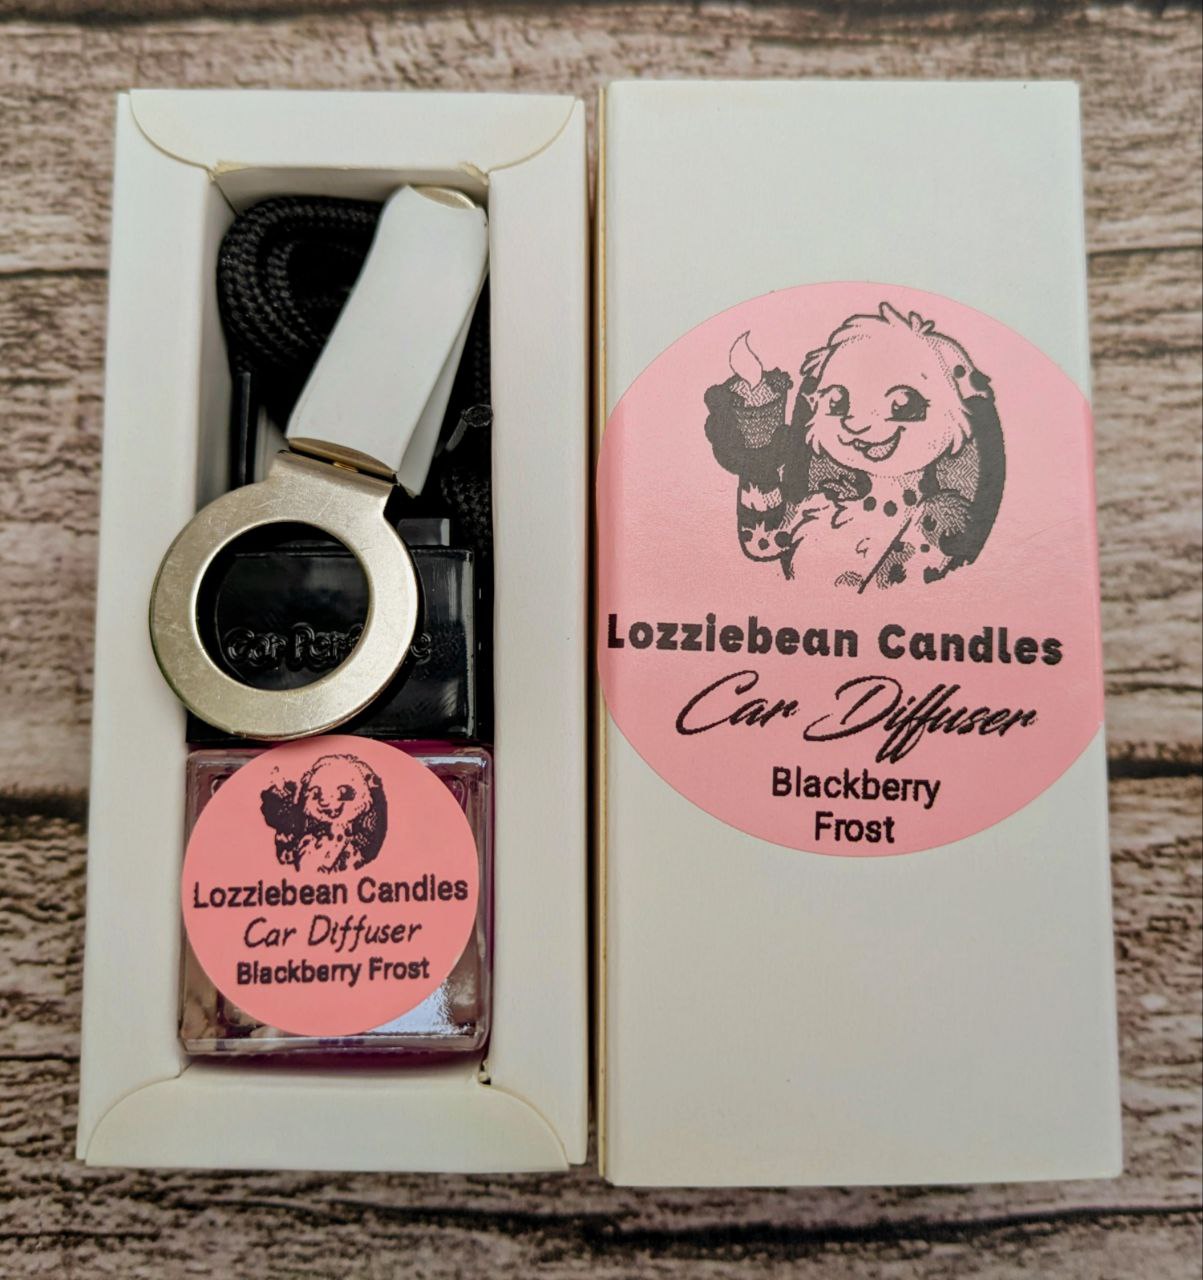 Lozziebean Candles
Car Diffuser
Blackberry
Frost
Lozziebean Candles
Car Diffuser
Blackberry Frost